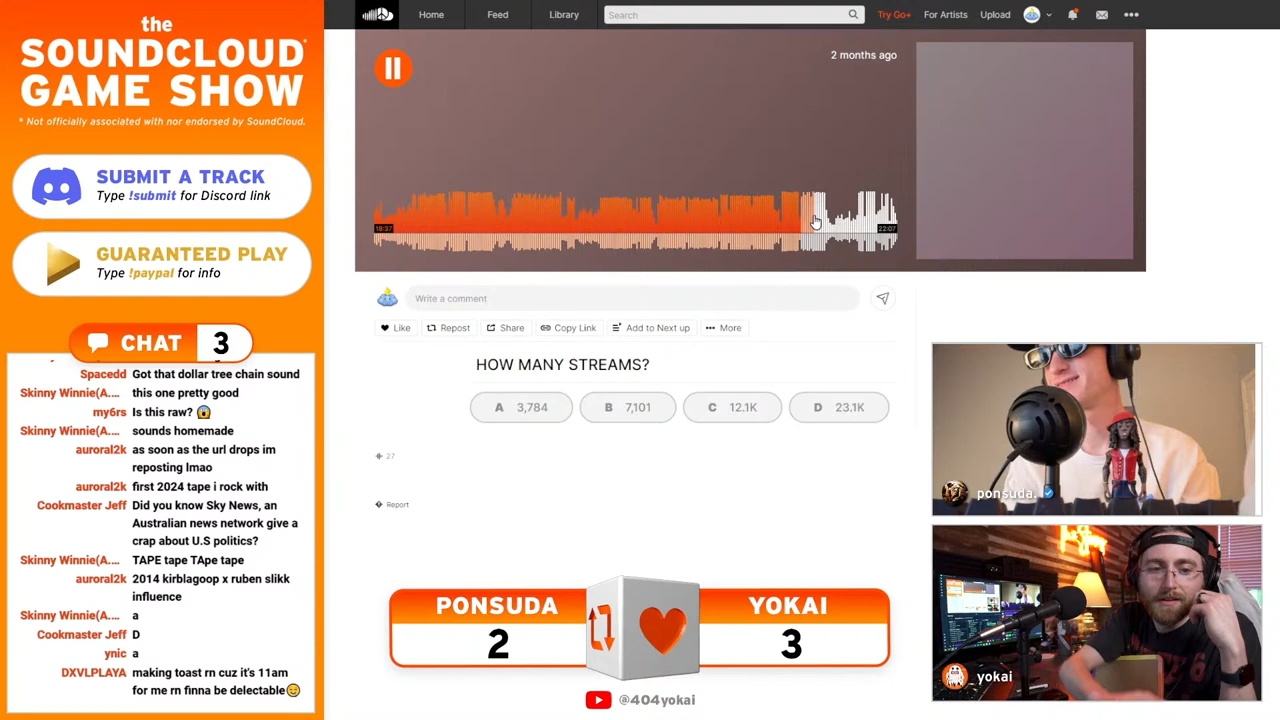 the
SOUNDCLOUD
GAME SHOW
* Not officially associated with nor endorsed by SoundCloud.
SUBMIT A TRACK
Type !submit for Discord link
GUARANTEED PLAY
Type !paypal for info
CHAT 3
Spacedd Got that dollar tree chain sound
Skinny Winnie(A.... this one pretty good
my6rs Is this raw? 😱
Skinny Winnie(A.... sounds homemade
auroral2k as soon as the url drops im
reposting lmao
auroral2k first 2024 tape i rock with
Cookmaster Jeff Did you know Sky News, an
Australian news network give a
crap about U.S politics?
Skinny Winnie(A.... TAPE tape TApe tape
auroral2k 2014 kirblagoop x ruben slikk
influence
Skinny Winnie(A.... a
Cookmaster Jeff D
ynic a
DXVLPLAYA making toast rn cuz it's 11am
for me rn finna be delectable😊
Home Feed Library Search Try Go+ For Artists Upload
2 months ago
18:37 22:07
Write a comment
Like Repost Share Copy Link Add to Next up More
HOW MANY STREAMS?
A 3,784 B 7,101 C 12.1K D 23.1K
27
Report
ponsuda.
yokai
PONSUDA
2
YOKAI
3
@404yokai